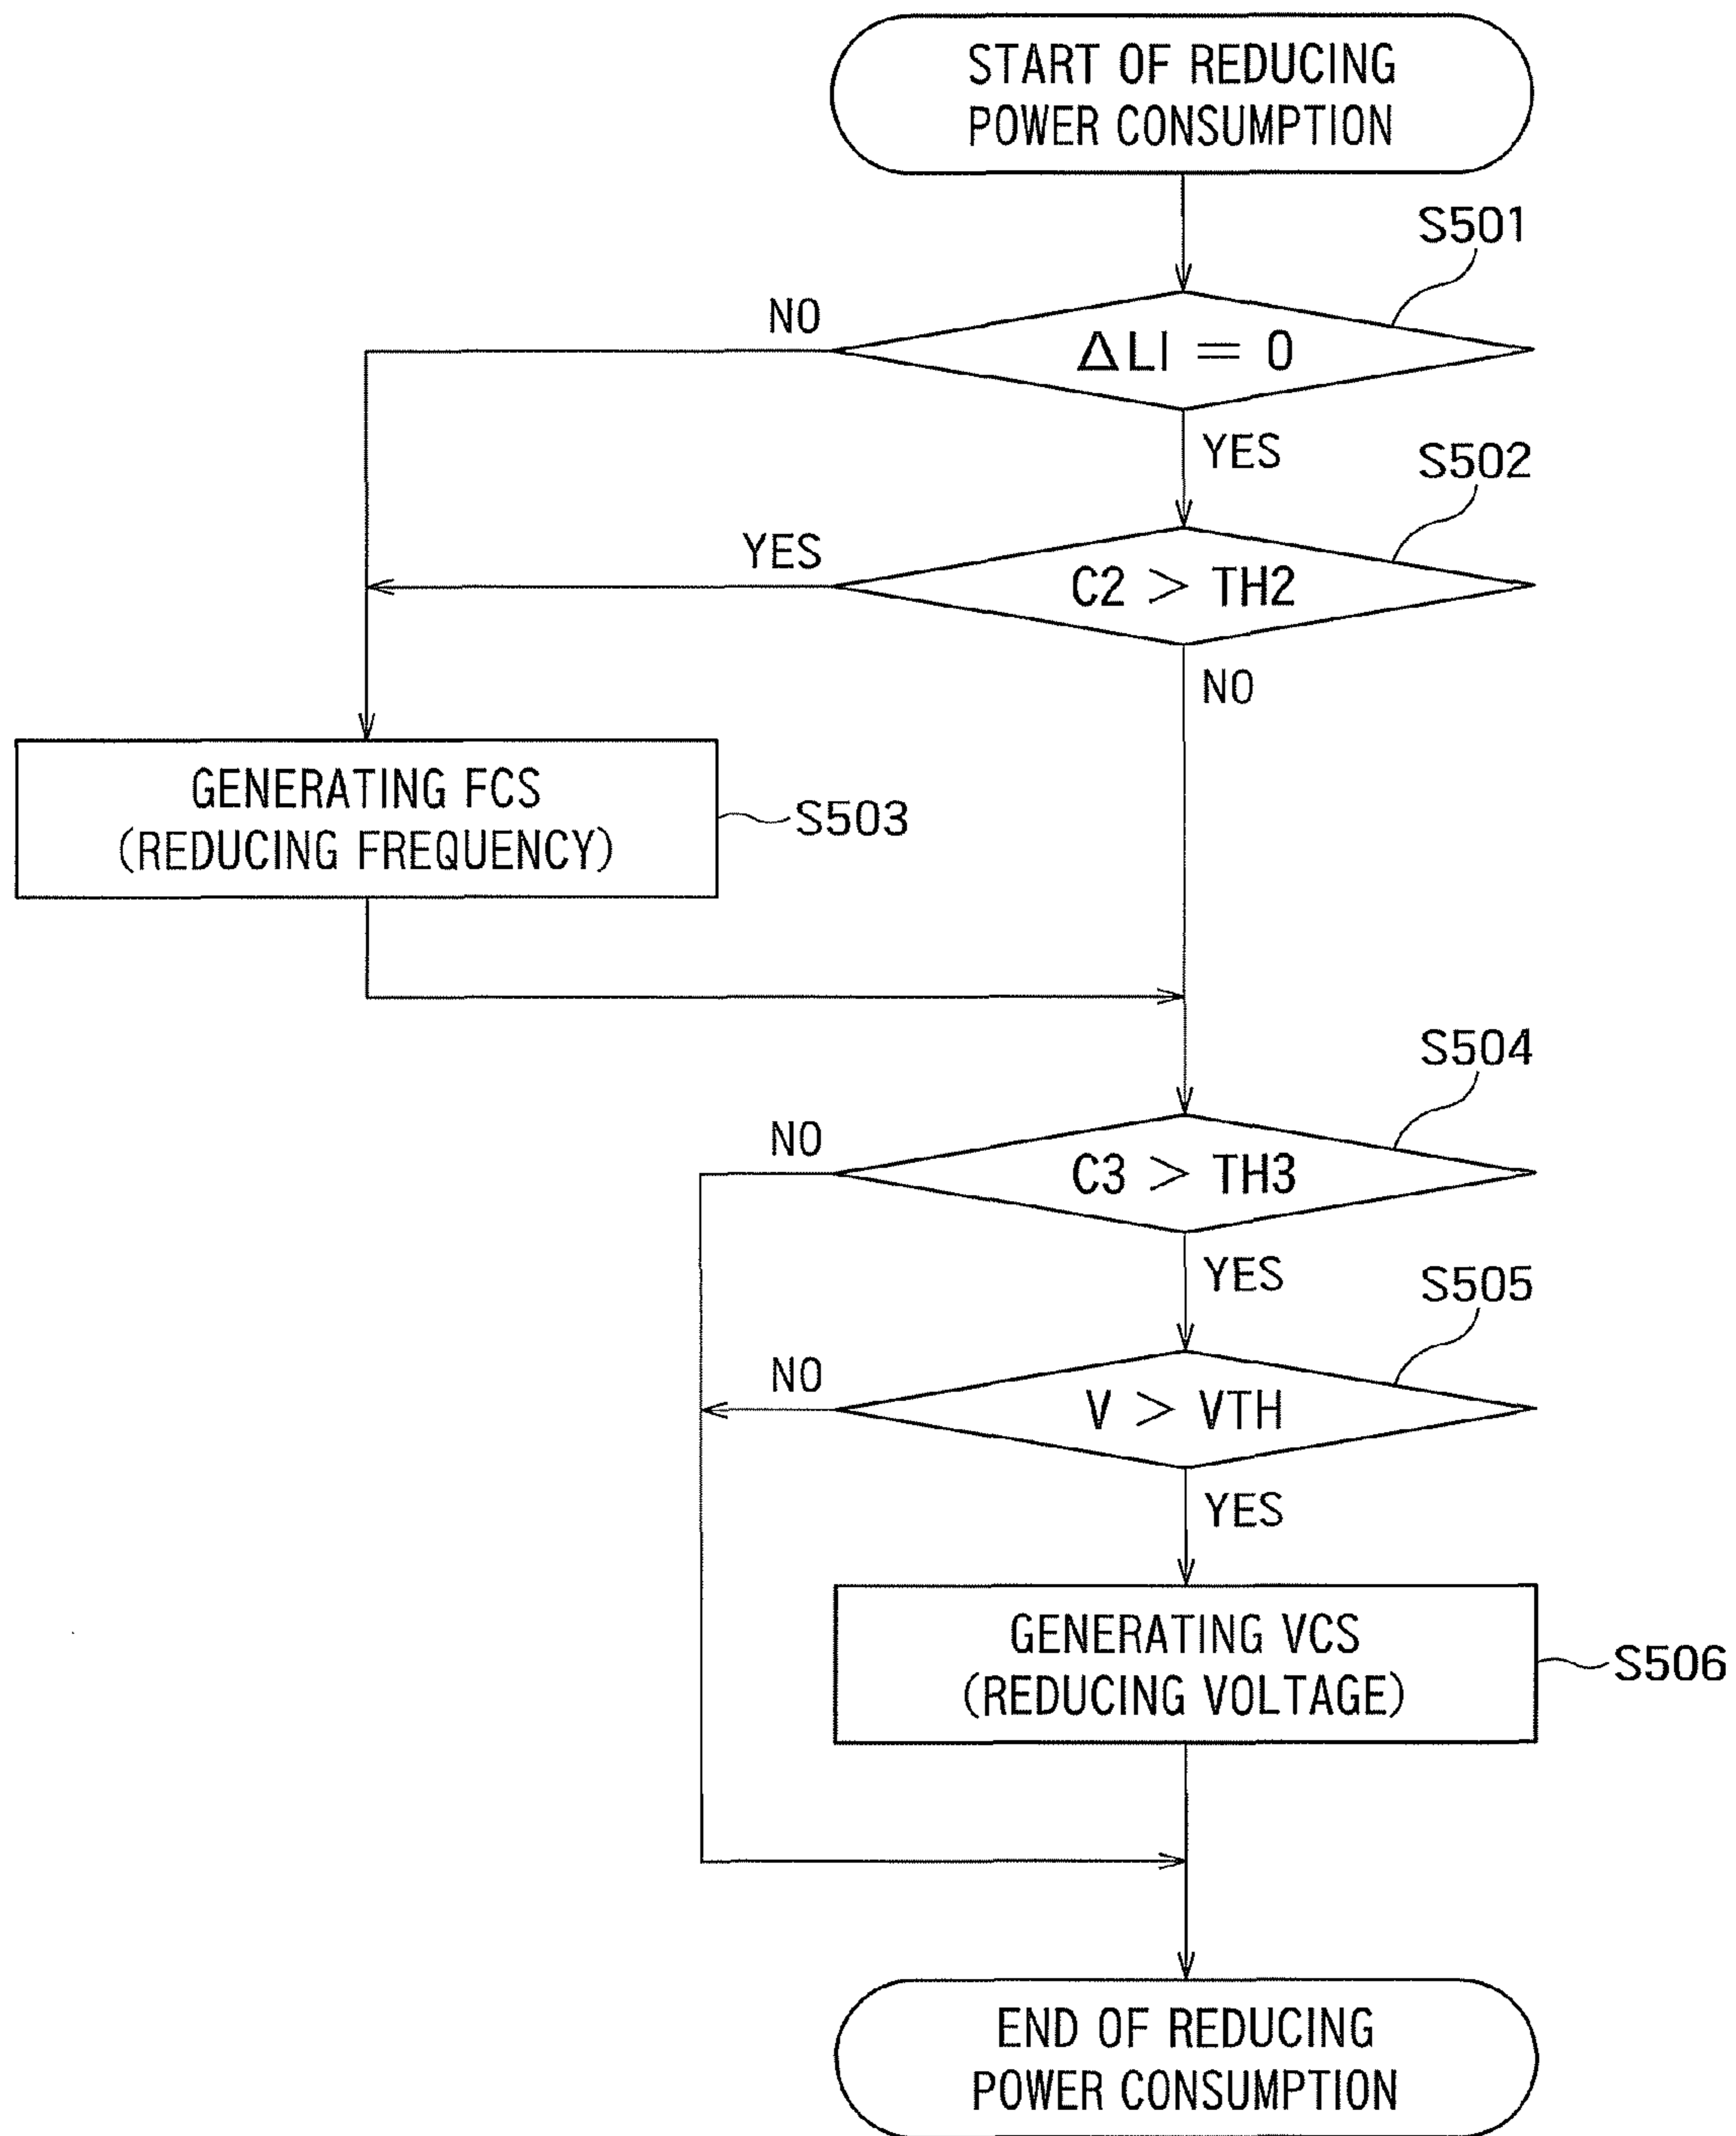 START OF REDUCING
POWER CONSUMPTION
S501
NO
ΔLI = 0
YES
S502
YES
C2 > TH2
NO
GENERATING FCS
(REDUCING FREQUENCY)
S503
S504
NO
C3 > TH3
YES
S505
NO
V > VTH
YES
GENERATING VCS
(REDUCING VOLTAGE)
S506
END OF REDUCING
POWER CONSUMPTION